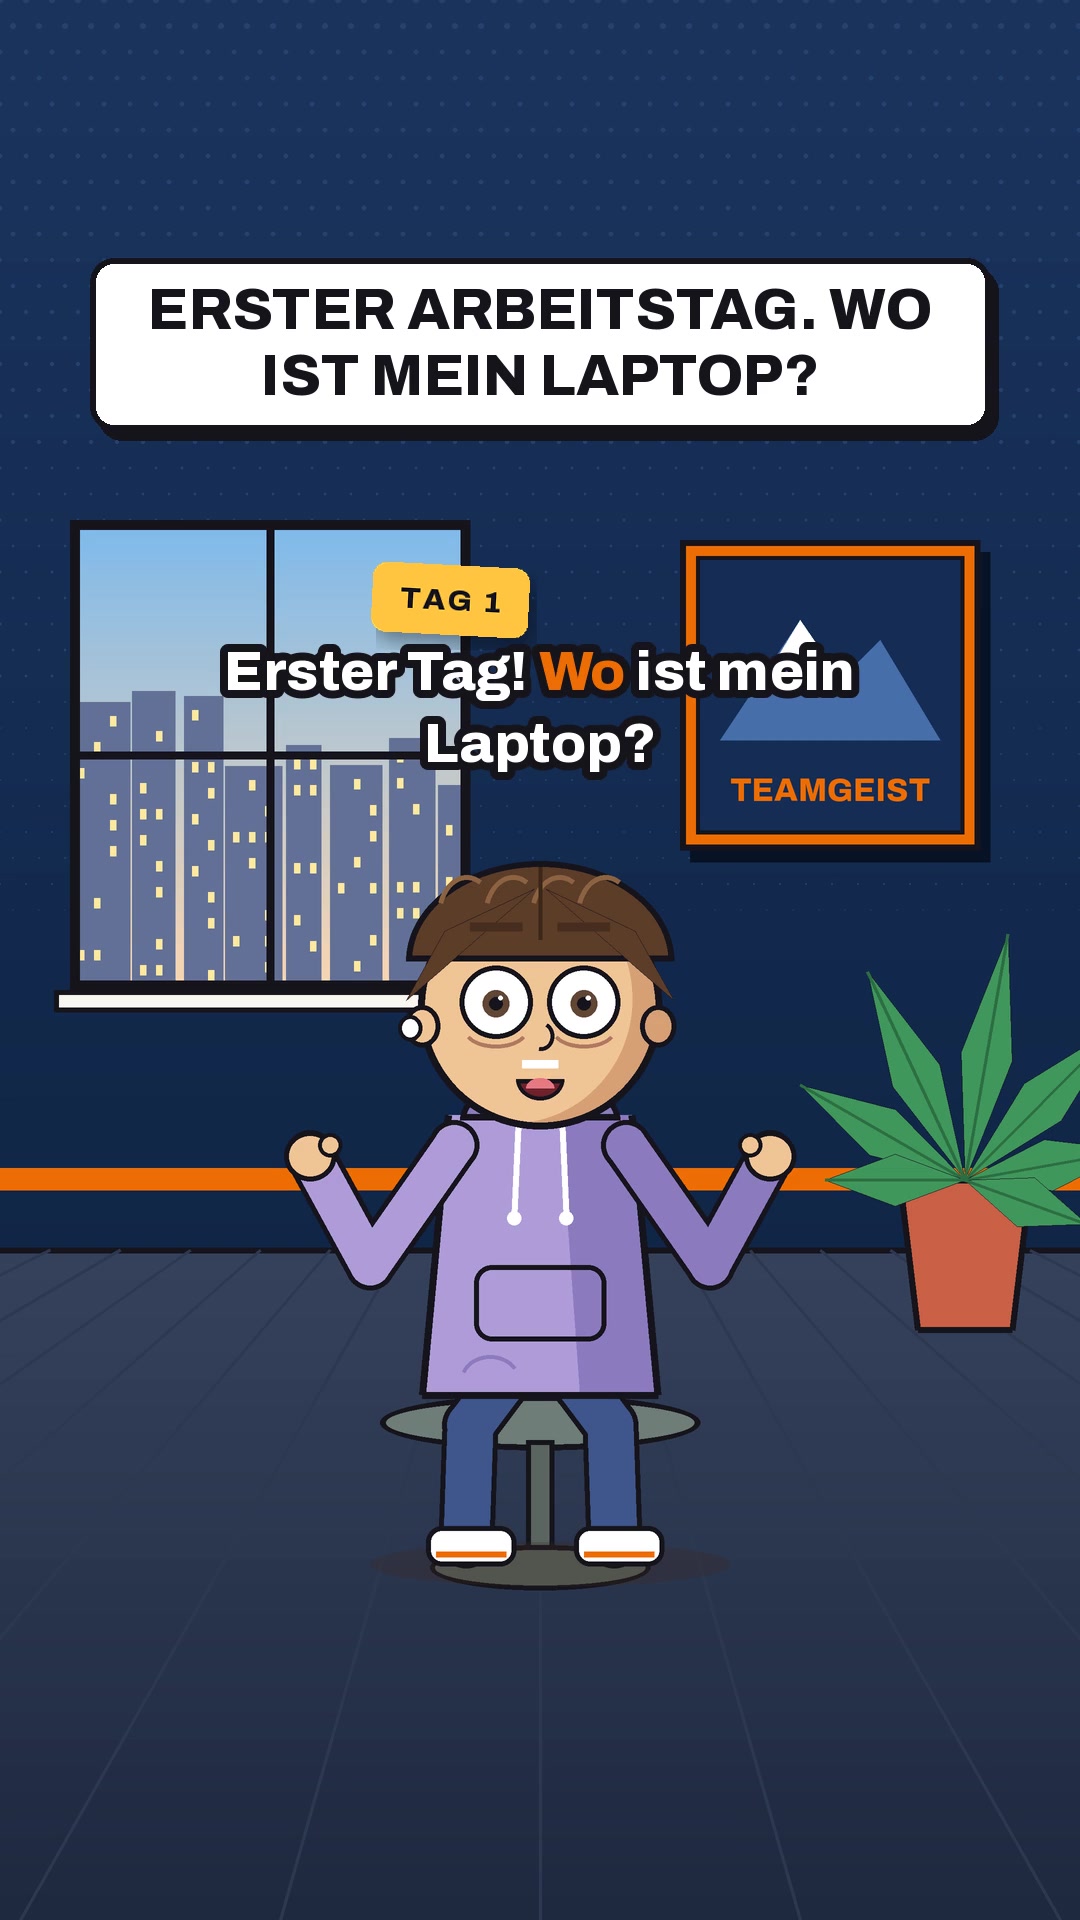 ERSTER ARBEITSTAG. WO
IST MEIN LAPTOP?
TAG 1
Erster Tag! Wo ist mein
Laptop?
TEAMGEIST